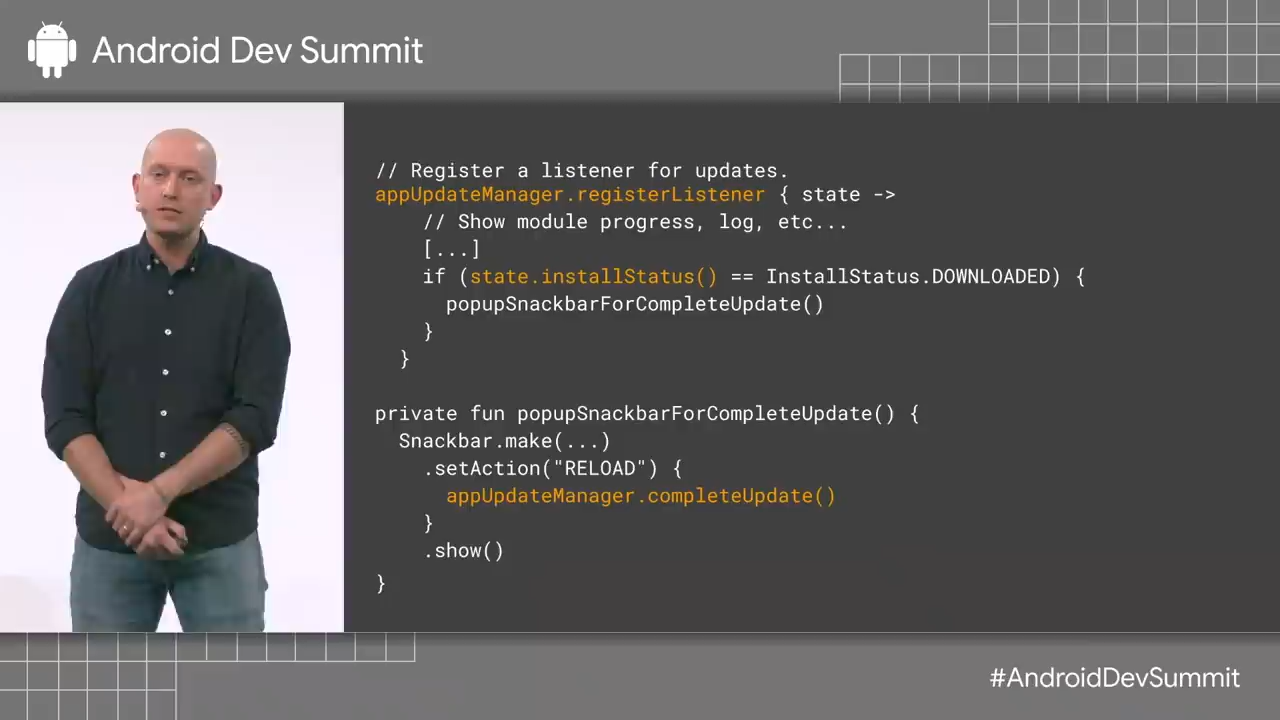 Android Dev Summit
// Register a listener for updates.
appUpdateManager.registerListener { state ->
// Show module progress, log, etc...
[...]
if (state.installStatus() == InstallStatus.DOWNLOADED) {
popupSnackbarForCompleteUpdate()
}
}
private fun popupSnackbarForCompleteUpdate() {
Snackbar.make(...)
.setAction("RELOAD") {
appUpdateManager.completeUpdate()
}
.show()
}
#AndroidDevSummit